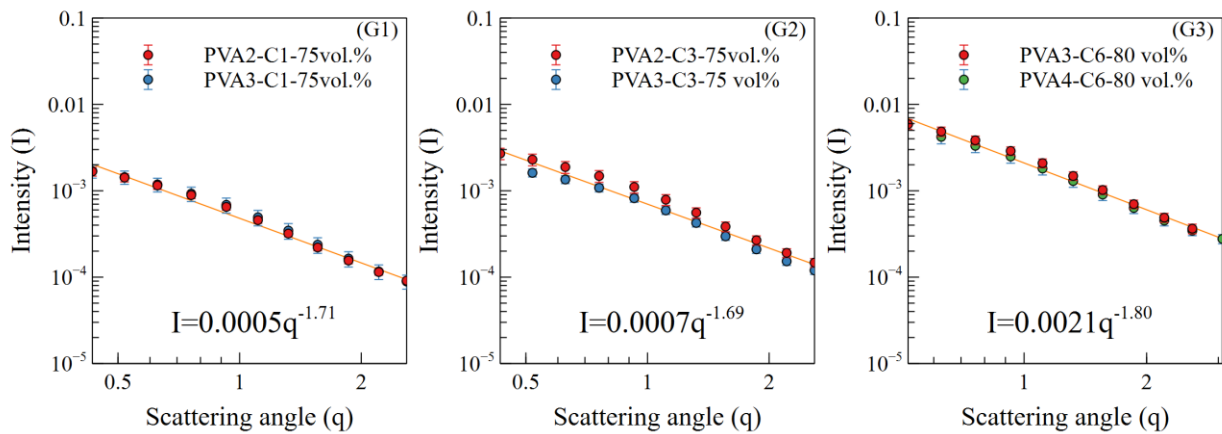 (G1)
PVA2-C1-75vol.%
PVA3-C1-75vol.%
0.1
0.01
10⁻³
10⁻⁴
10⁻⁵
Intensity (I)
I=0.0005q⁻¹·⁷¹
0.5 1 2
Scattering angle (q)
(G2)
PVA2-C3-75vol.%
PVA3-C3-75 vol%
0.1
0.01
10⁻³
10⁻⁴
10⁻⁵
Intensity (I)
I=0.0007q⁻¹·⁶⁹
0.5 1 2
Scattering angle (q)
(G3)
PVA3-C6-80 vol%
PVA4-C6-80 vol.%
0.1
0.01
10⁻³
10⁻⁴
10⁻⁵
Intensity (I)
I=0.0021q⁻¹·⁸⁰
1 2
Scattering angle (q)